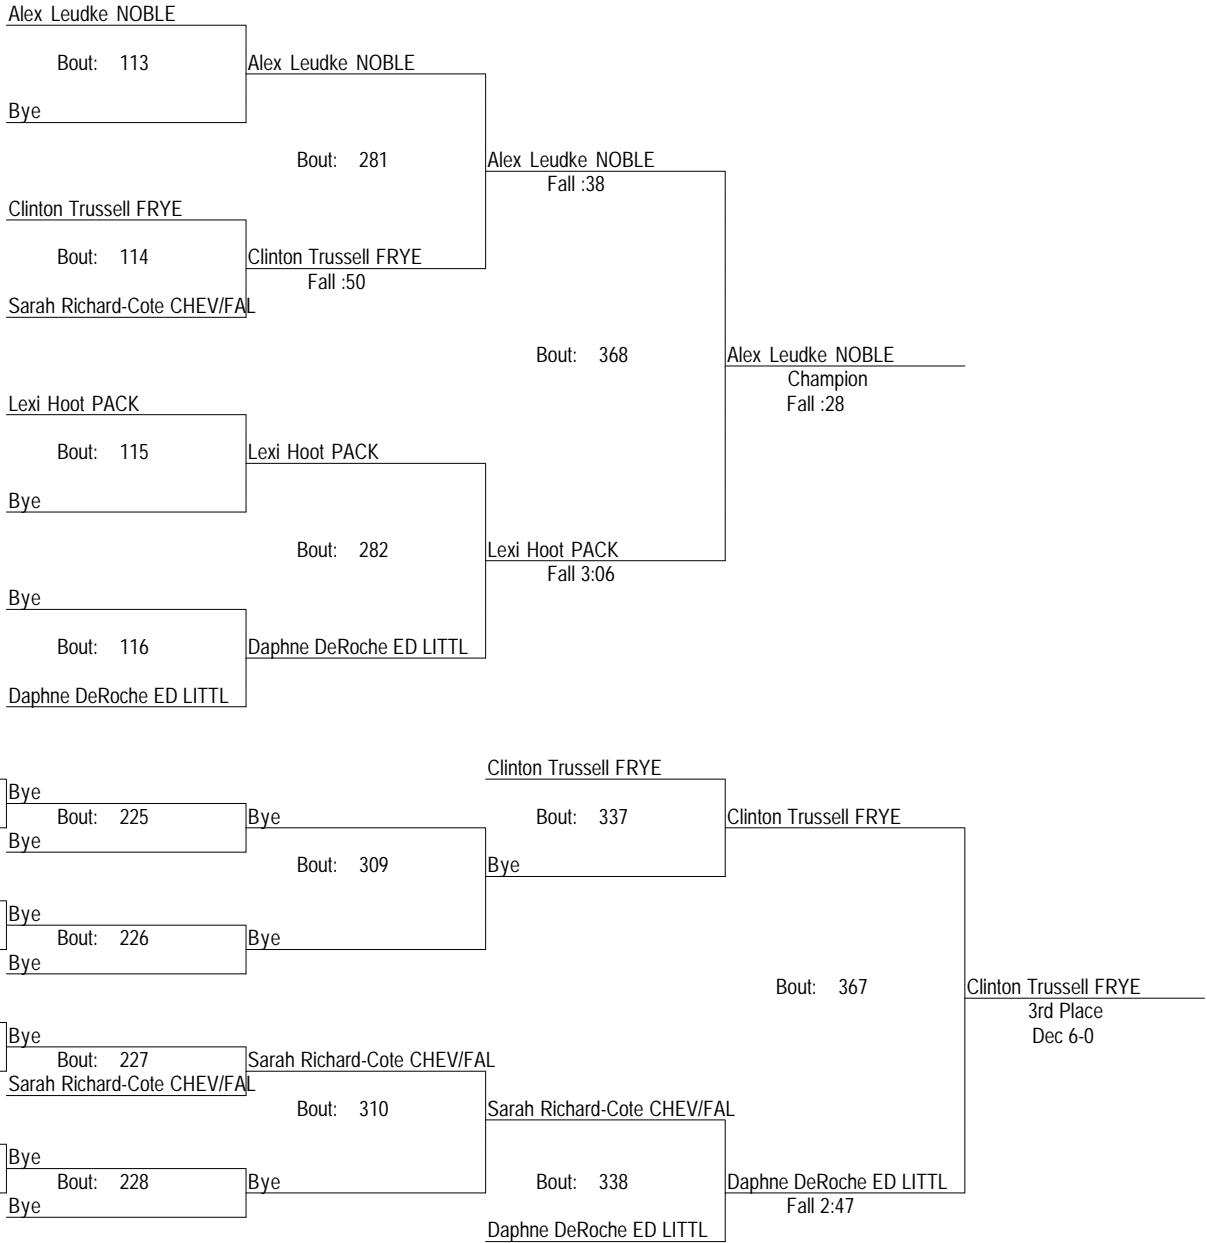 Alex Leudke NOBLE
Bout: 113
Alex Leudke NOBLE
Bye
Bout: 281
Alex Leudke NOBLE
Fall :38
Clinton Trussell FRYE
Bout: 114
Clinton Trussell FRYE
Fall :50
Sarah Richard-Cote CHEV/FAL
Bout: 368
Alex Leudke NOBLE
Champion
Fall :28
Lexi Hoot PACK
Bout: 115
Lexi Hoot PACK
Bye
Bout: 282
Lexi Hoot PACK
Fall 3:06
Bye
Bout: 116
Daphne DeRoche ED LITTL
Daphne DeRoche ED LITTL
Clinton Trussell FRYE
Bye
Bout: 225
Bye
Bout: 337
Clinton Trussell FRYE
Bye
Bout: 309
Bye
Bye
Bout: 226
Bye
Bye
Bout: 367
Clinton Trussell FRYE
3rd Place
Dec 6-0
Bye
Bout: 227
Sarah Richard-Cote CHEV/FAL
Sarah Richard-Cote CHEV/FAL
Bout: 310
Sarah Richard-Cote CHEV/FAL
Bye
Bout: 228
Bye
Bout: 338
Daphne DeRoche ED LITTL
Fall 2:47
Bye
Daphne DeRoche ED LITTL